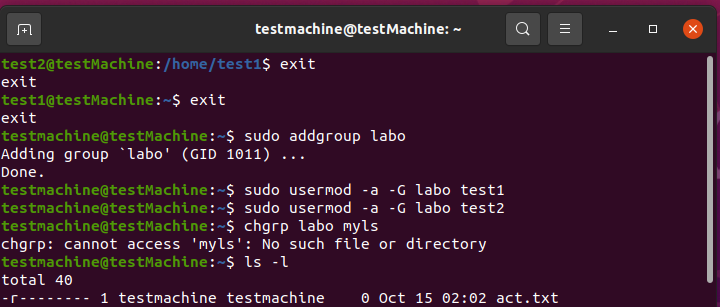 testmachine@testMachine: ~
test2@testMachine:/home/test1$ exit
exit
test1@testMachine:~$ exit
exit
testmachine@testMachine:~$ sudo addgroup labo
Adding group `labo' (GID 1011) ...
Done.
testmachine@testMachine:~$ sudo usermod -a -G labo test1
testmachine@testMachine:~$ sudo usermod -a -G labo test2
testmachine@testMachine:~$ chgrp labo myls
chgrp: cannot access 'myls': No such file or directory
testmachine@testMachine:~$ ls -l
total 40
-r-------- 1 testmachine testmachine    0 Oct 15 02:02 act.txt